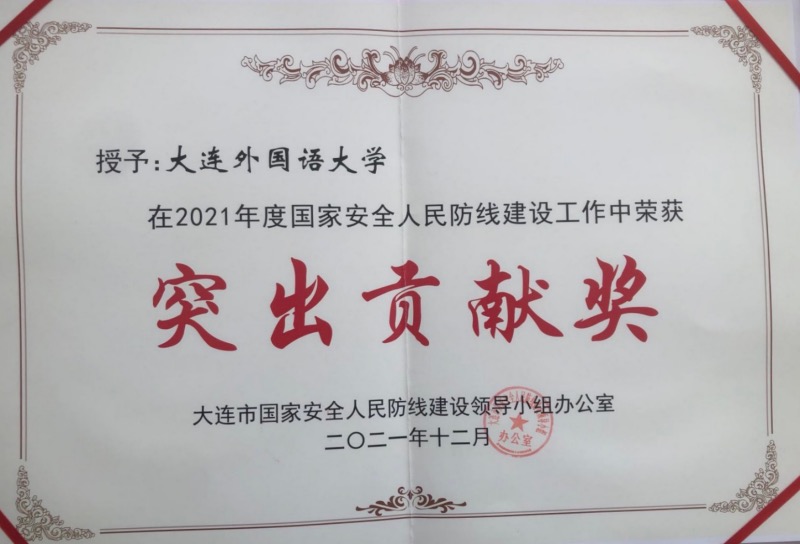 授予:大连外国语大学
在2021年度国家安全人民防线建设工作中荣获
突出贡献奖
大连市国家安全人民防线建设领导小组办公室
二〇二一年十二月
办公室